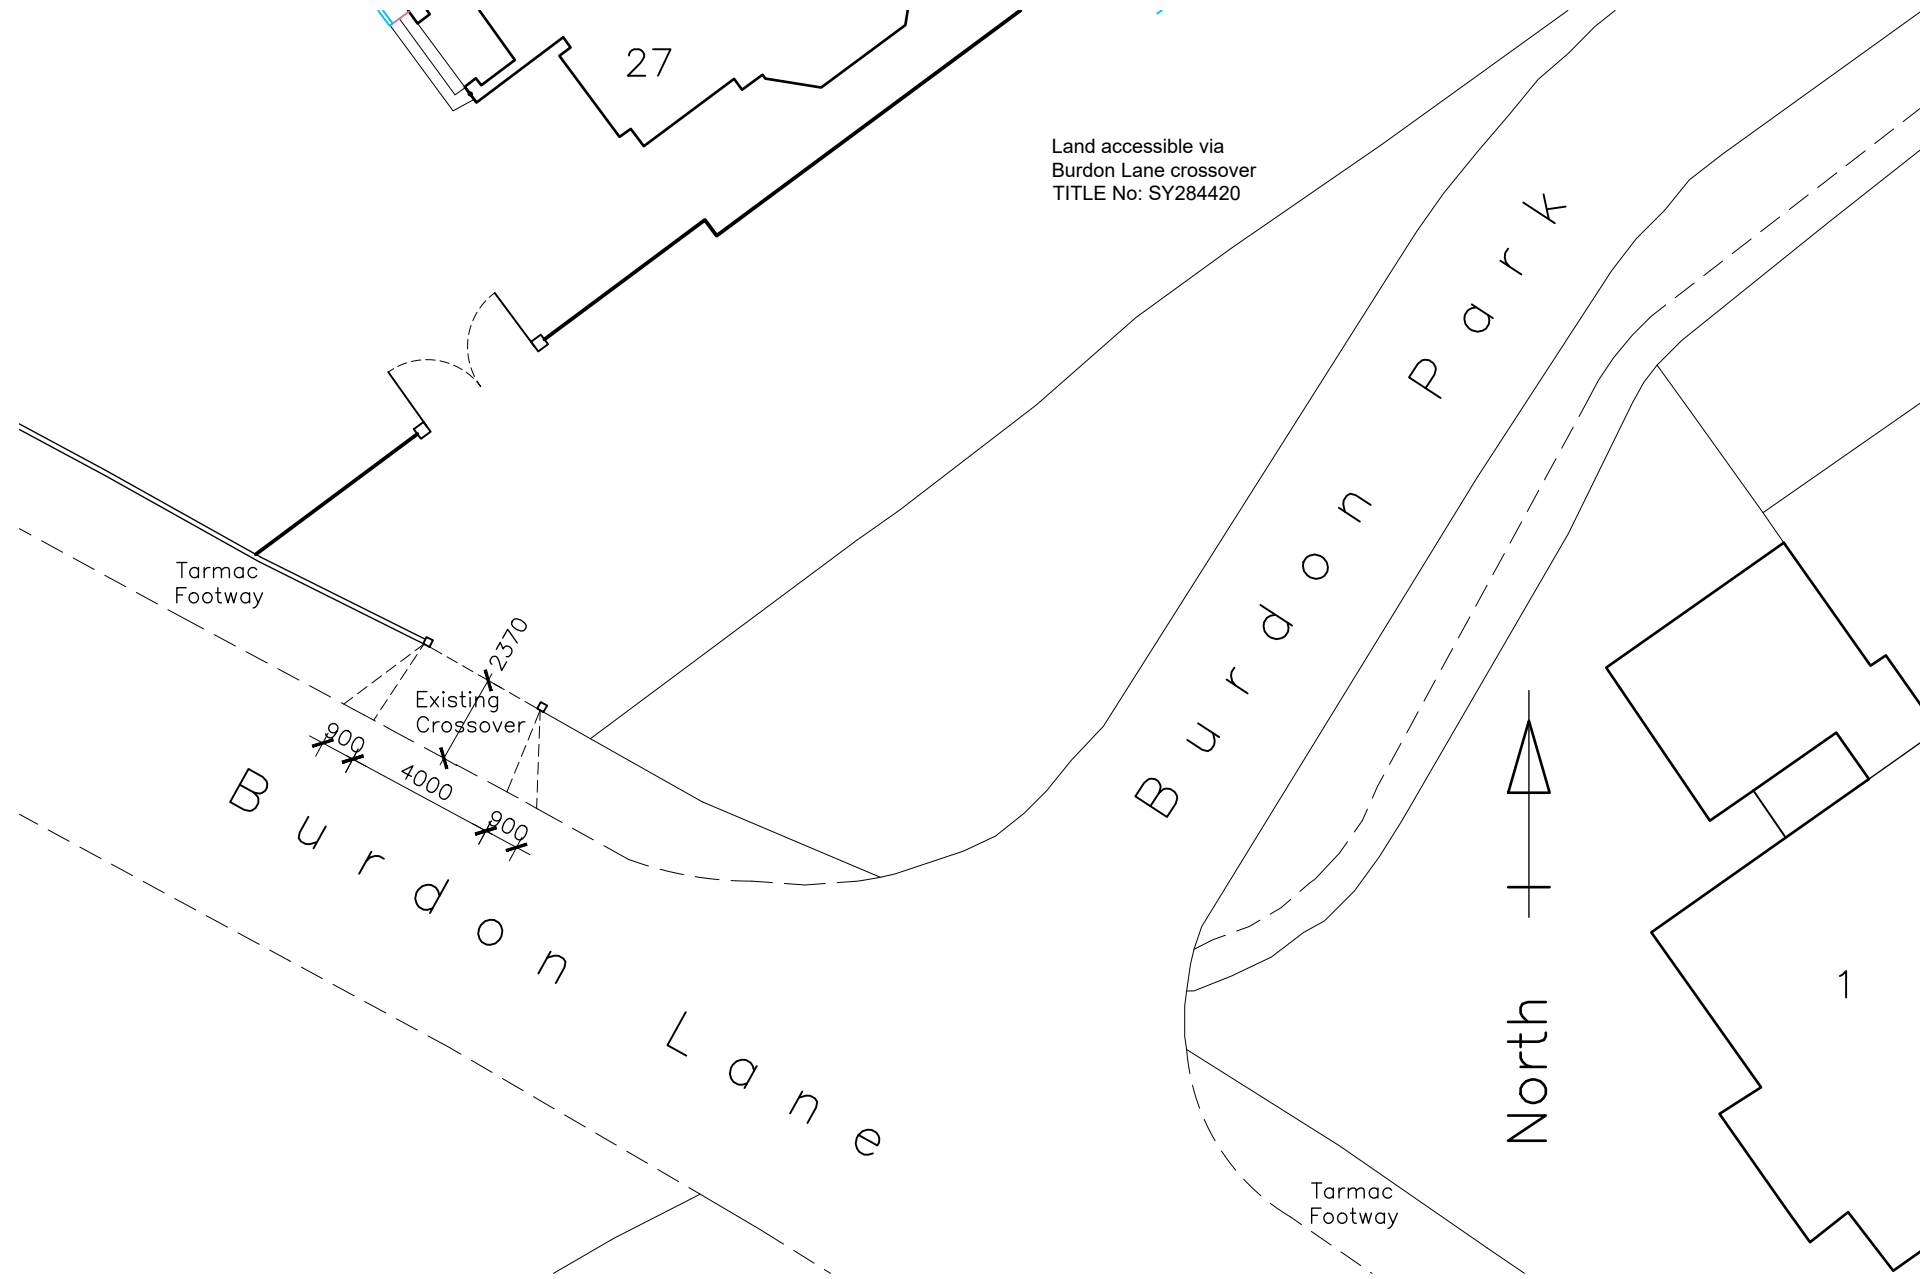 27
Land accessible via
Burdon Lane crossover
TITLE No: SY284420
Burdon Park
Tarmac
Footway
2370
Existing
Crossover
900
4000
900
Burdon Lane
North
1
Tarmac
Footway